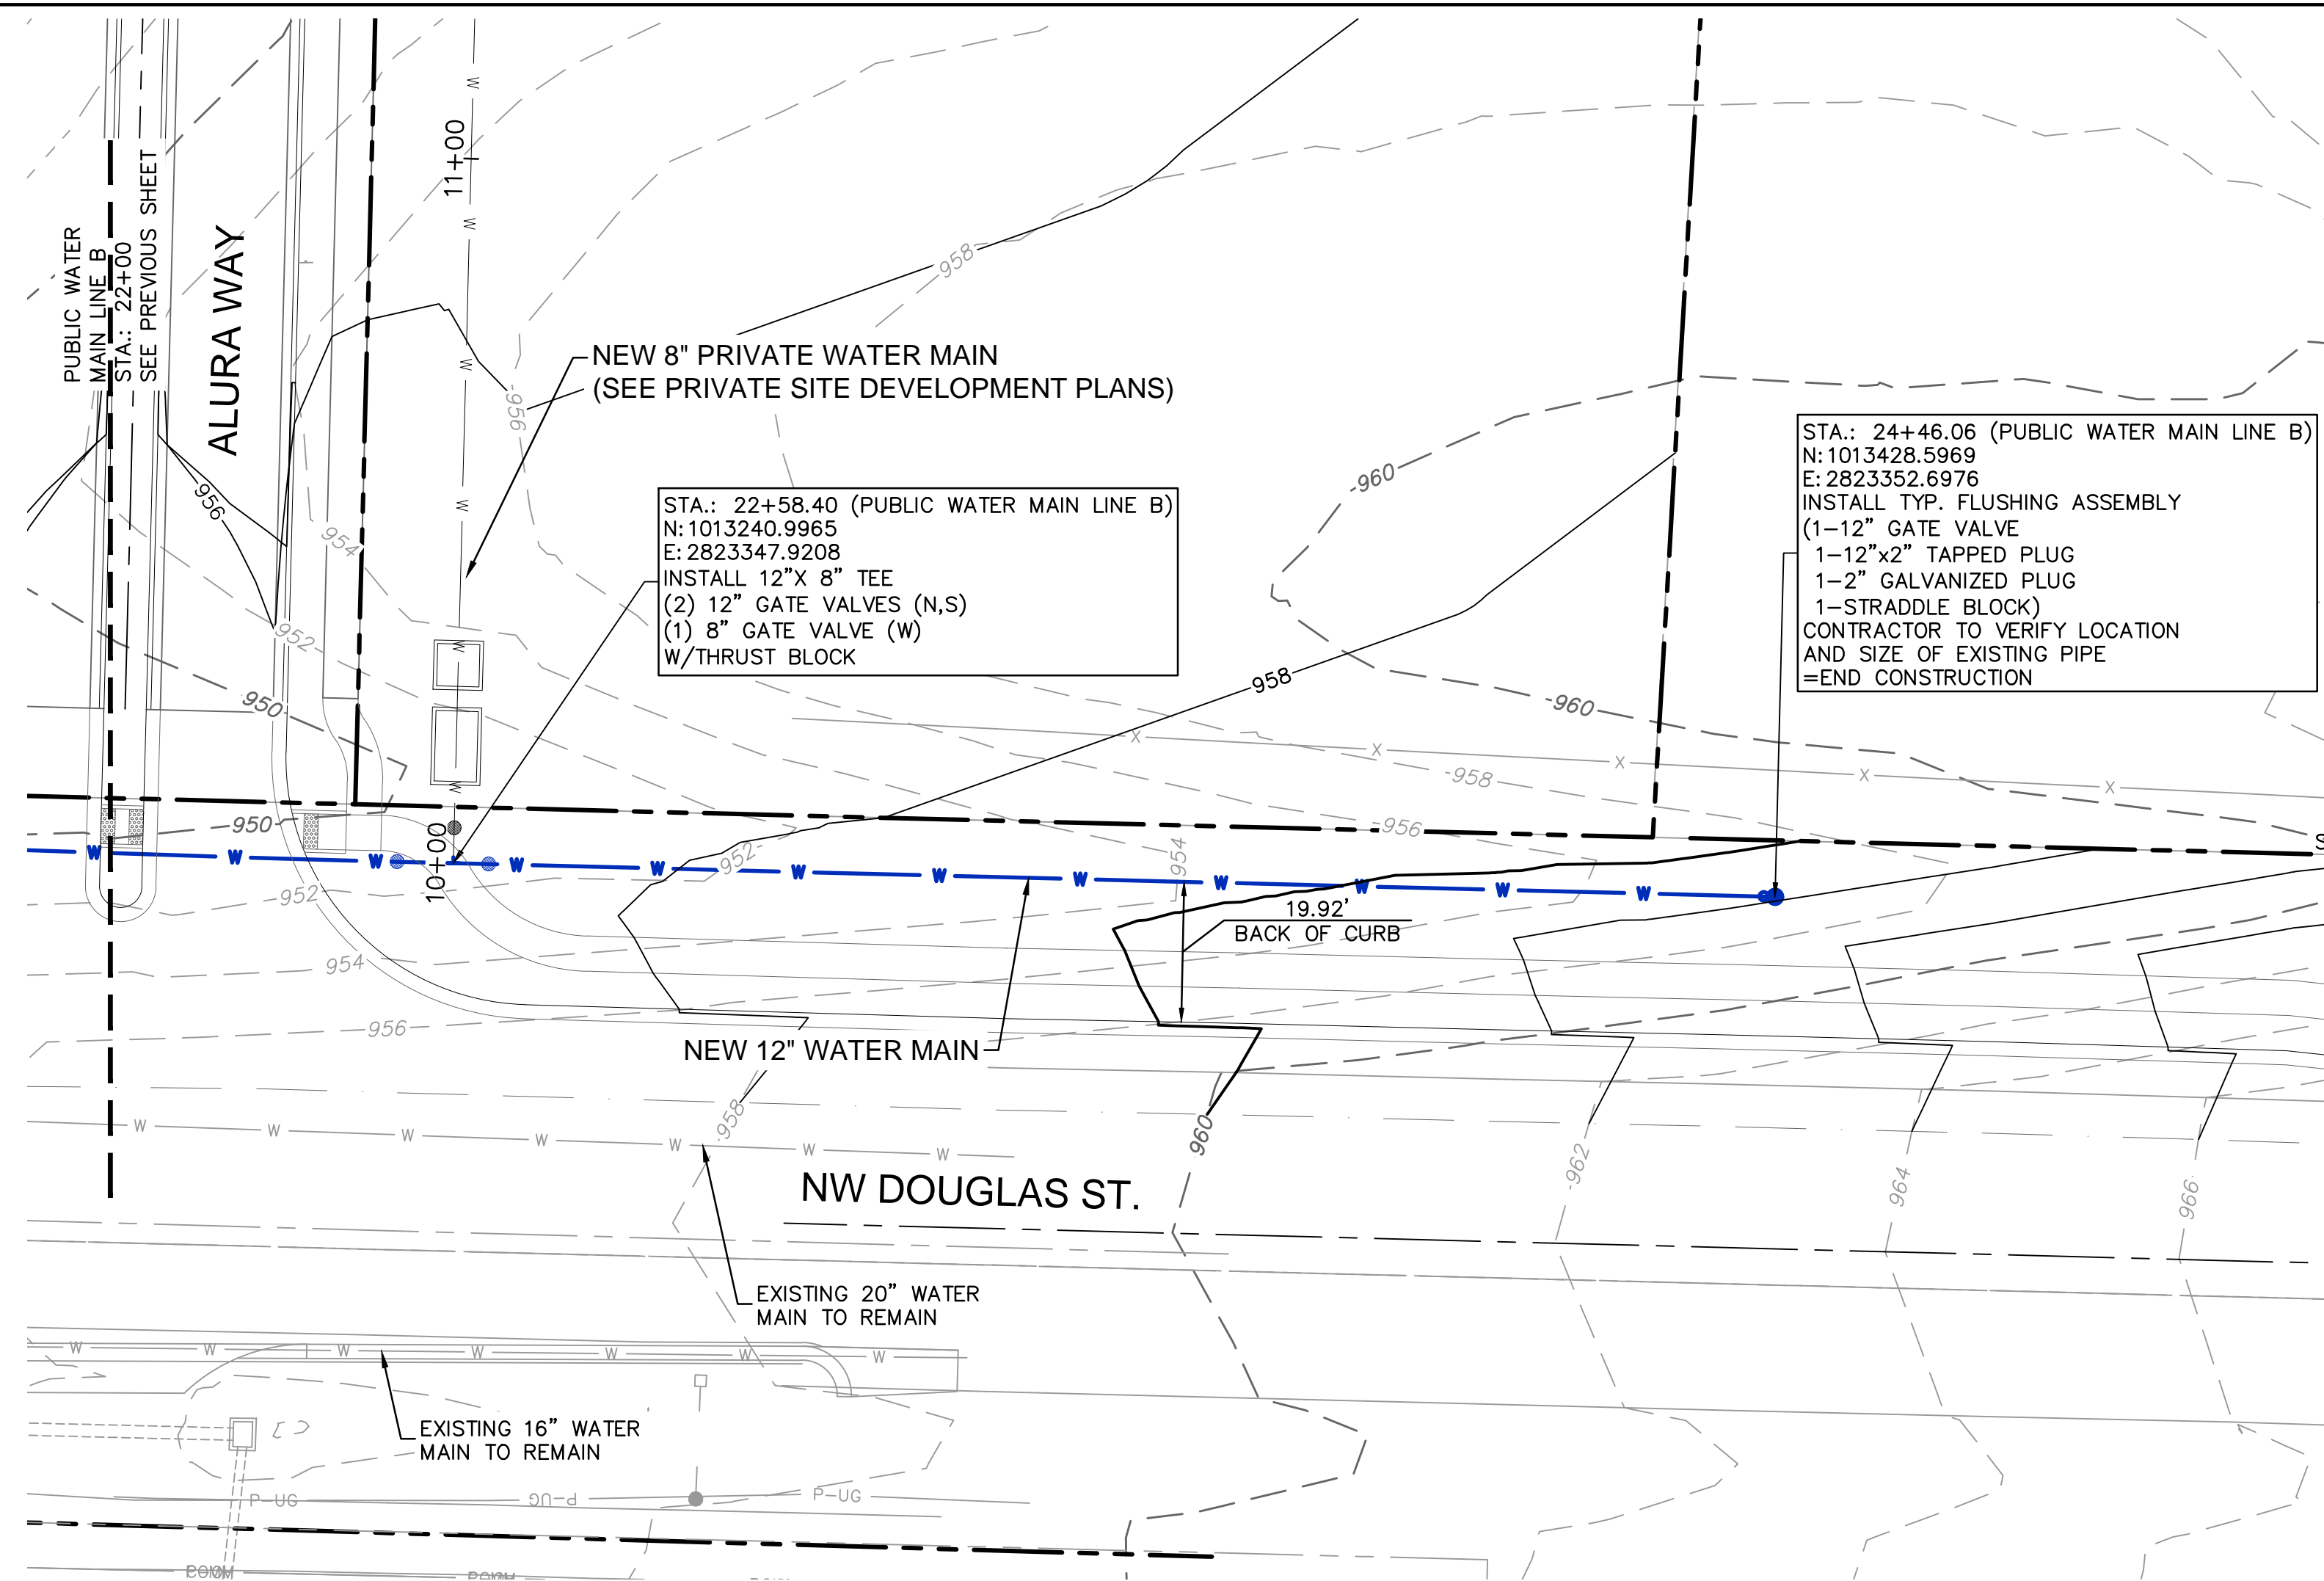 PUBLIC WATER
MAIN LINE B
STA.: 22+00
SEE PREVIOUS SHEET
ALURA WAY
11+00
W
W
W
W
W
W
958
NEW 8" PRIVATE WATER MAIN
(SEE PRIVATE SITE DEVELOPMENT PLANS)
956
956
954
952
950
950
STA.: 22+58.40 (PUBLIC WATER MAIN LINE B)
N:1013240.9965
E:2823347.9208
INSTALL 12"X 8" TEE
(2) 12" GATE VALVES (N,S)
(1) 8" GATE VALVE (W)
W/THRUST BLOCK
STA.: 24+46.06 (PUBLIC WATER MAIN LINE B)
N:1013428.5969
E:2823352.6976
INSTALL TYP. FLUSHING ASSEMBLY
(1-12" GATE VALVE
1-12"x2" TAPPED PLUG
1-2" GALVANIZED PLUG
1-STRADDLE BLOCK)
CONTRACTOR TO VERIFY LOCATION
AND SIZE OF EXISTING PIPE
=END CONSTRUCTION
960
958
960
958
X X X X X
956
954
952
W W W W W W W W W W W W
10+00
952
954
956
19.92'
BACK OF CURB
NEW 12" WATER MAIN
958
960
962
964
966
W W W W W W W
NW DOUGLAS ST.
EXISTING 20" WATER
MAIN TO REMAIN
W W W W W W W
EXISTING 16" WATER
MAIN TO REMAIN
P-UG P-UG P-UG